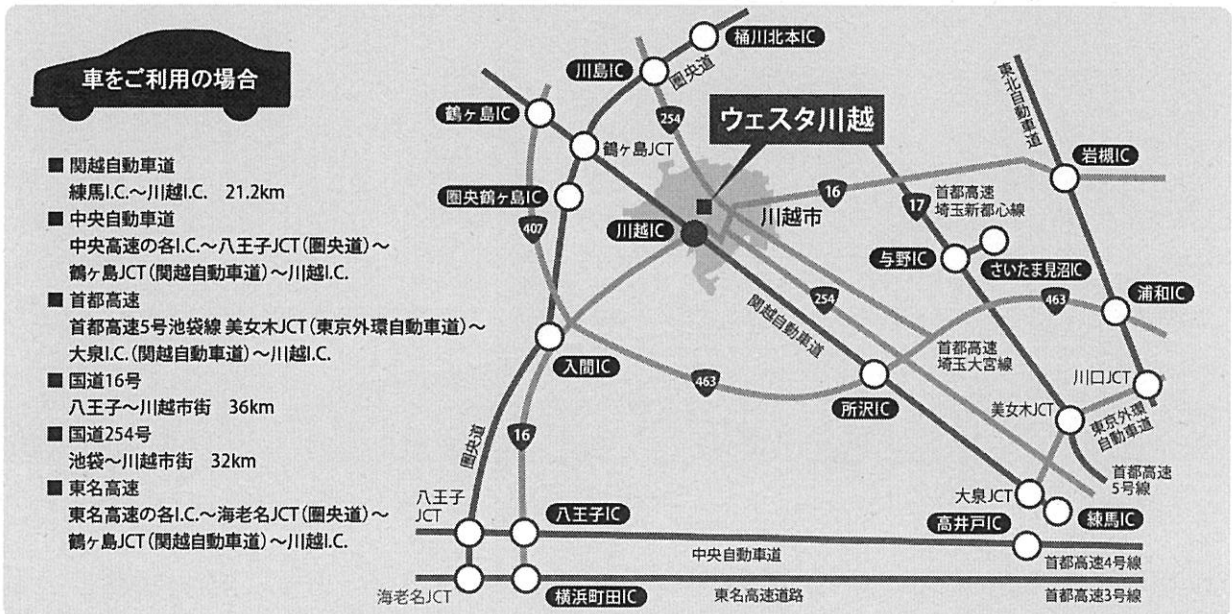 車をご利用の場合
■ 関越自動車道
練馬I.C.～川越I.C. 21.2km
■ 中央自動車道
中央高速の各I.C.～八王子JCT(圏央道)～
鶴ヶ島JCT(関越自動車道)～川越I.C.
■ 首都高速
首都高速5号池袋線 美女木JCT(東京外環自動車道)～
大泉I.C.(関越自動車道)～川越I.C.
■ 国道16号
八王子～川越市街 36km
■ 国道254号
池袋～川越市街 32km
■ 東名高速
東名高速の各I.C.～海老名JCT(圏央道)～
鶴ヶ島JCT(関越自動車道)～川越I.C.
桶川北本IC
川島IC
圏央道
鶴ヶ島IC
254
ウェスタ川越
東北自動車道
鶴ヶ島JCT
岩槻IC
圏央鶴ヶ島IC
16
17
首都高速
埼玉新都心線
407
川越IC
川越市
与野IC
さいたま見沼IC
浦和IC
254
463
関越自動車道
入間IC
首都高速
埼玉大宮線
463
所沢IC
川口JCT
美女木JCT
東京外環
自動車道
16
圏央道
首都高速
5号線
八王子
JCT
八王子IC
大泉JCT
高井戸IC
練馬IC
中央自動車道
首都高速4号線
海老名JCT
横浜町田IC
東名高速道路
首都高速3号線